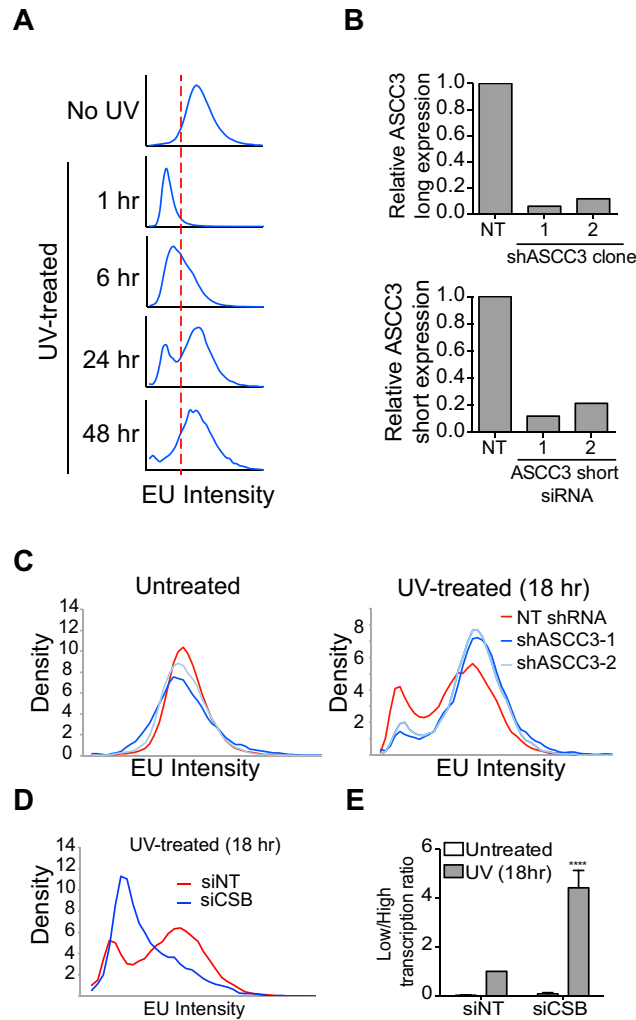 A
No UV
1 hr
6 hr
24 hr
48 hr
UV-treated
EU Intensity
B
Relative ASCC3
long expression
1.0
0.8
0.6
0.4
0.2
0.0
NT
1
2
shASCC3 clone
Relative ASCC3
short expression
1.0
0.8
0.6
0.4
0.2
0.0
NT
1
2
ASCC3 short
siRNA
C
Untreated
Density
14
12
10
8
6
4
2
0
EU Intensity
UV-treated (18 hr)
NT shRNA
shASCC3-1
shASCC3-2
Density
8
6
4
2
EU Intensity
D
UV-treated (18 hr)
siNT
siCSB
Density
14
12
10
8
6
4
2
EU Intensity
E
Untreated
UV (18hr)
****
Low/High
transcription ratio
6
4
2
0
siNT
siCSB